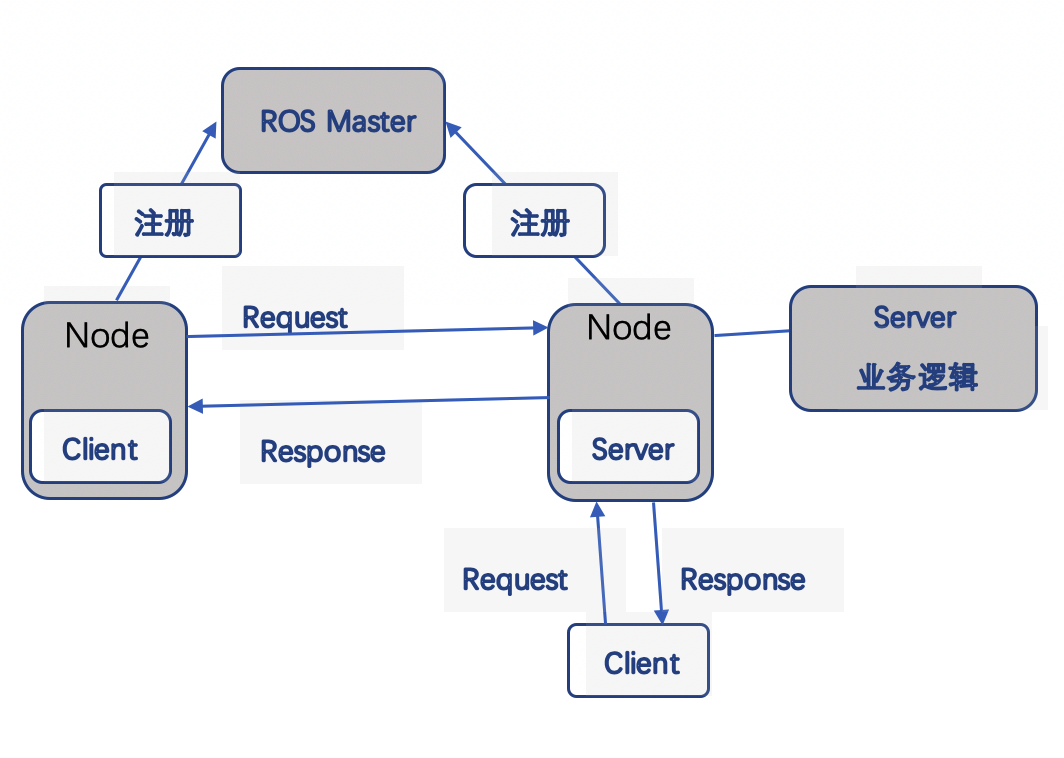 ROS Master
注册
注册
Request
Node
Node
Server
业务逻辑
Client
Response
Server
Request
Response
Client